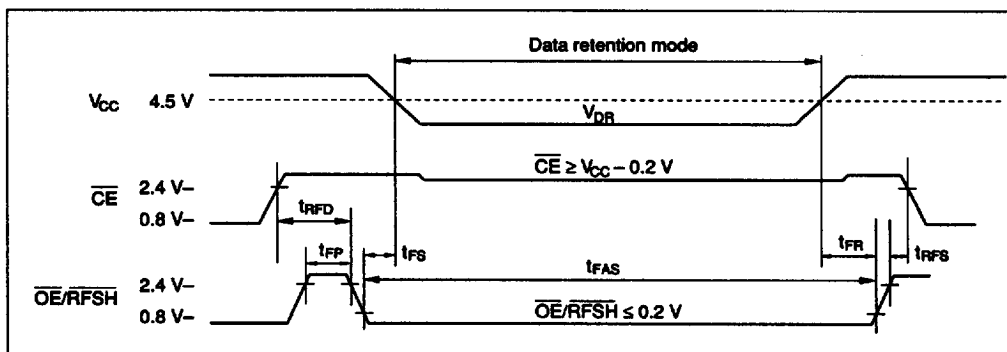 Data retention mode
VCC 4.5 V
VDR
CE ≥ VCC – 0.2 V
2.4 V–
CE
0.8 V–
tRFD
tFP
tFS
tFR
tRFS
tFAS
2.4 V–
OE/RFSH
0.8 V–
OE/RFSH ≤ 0.2 V